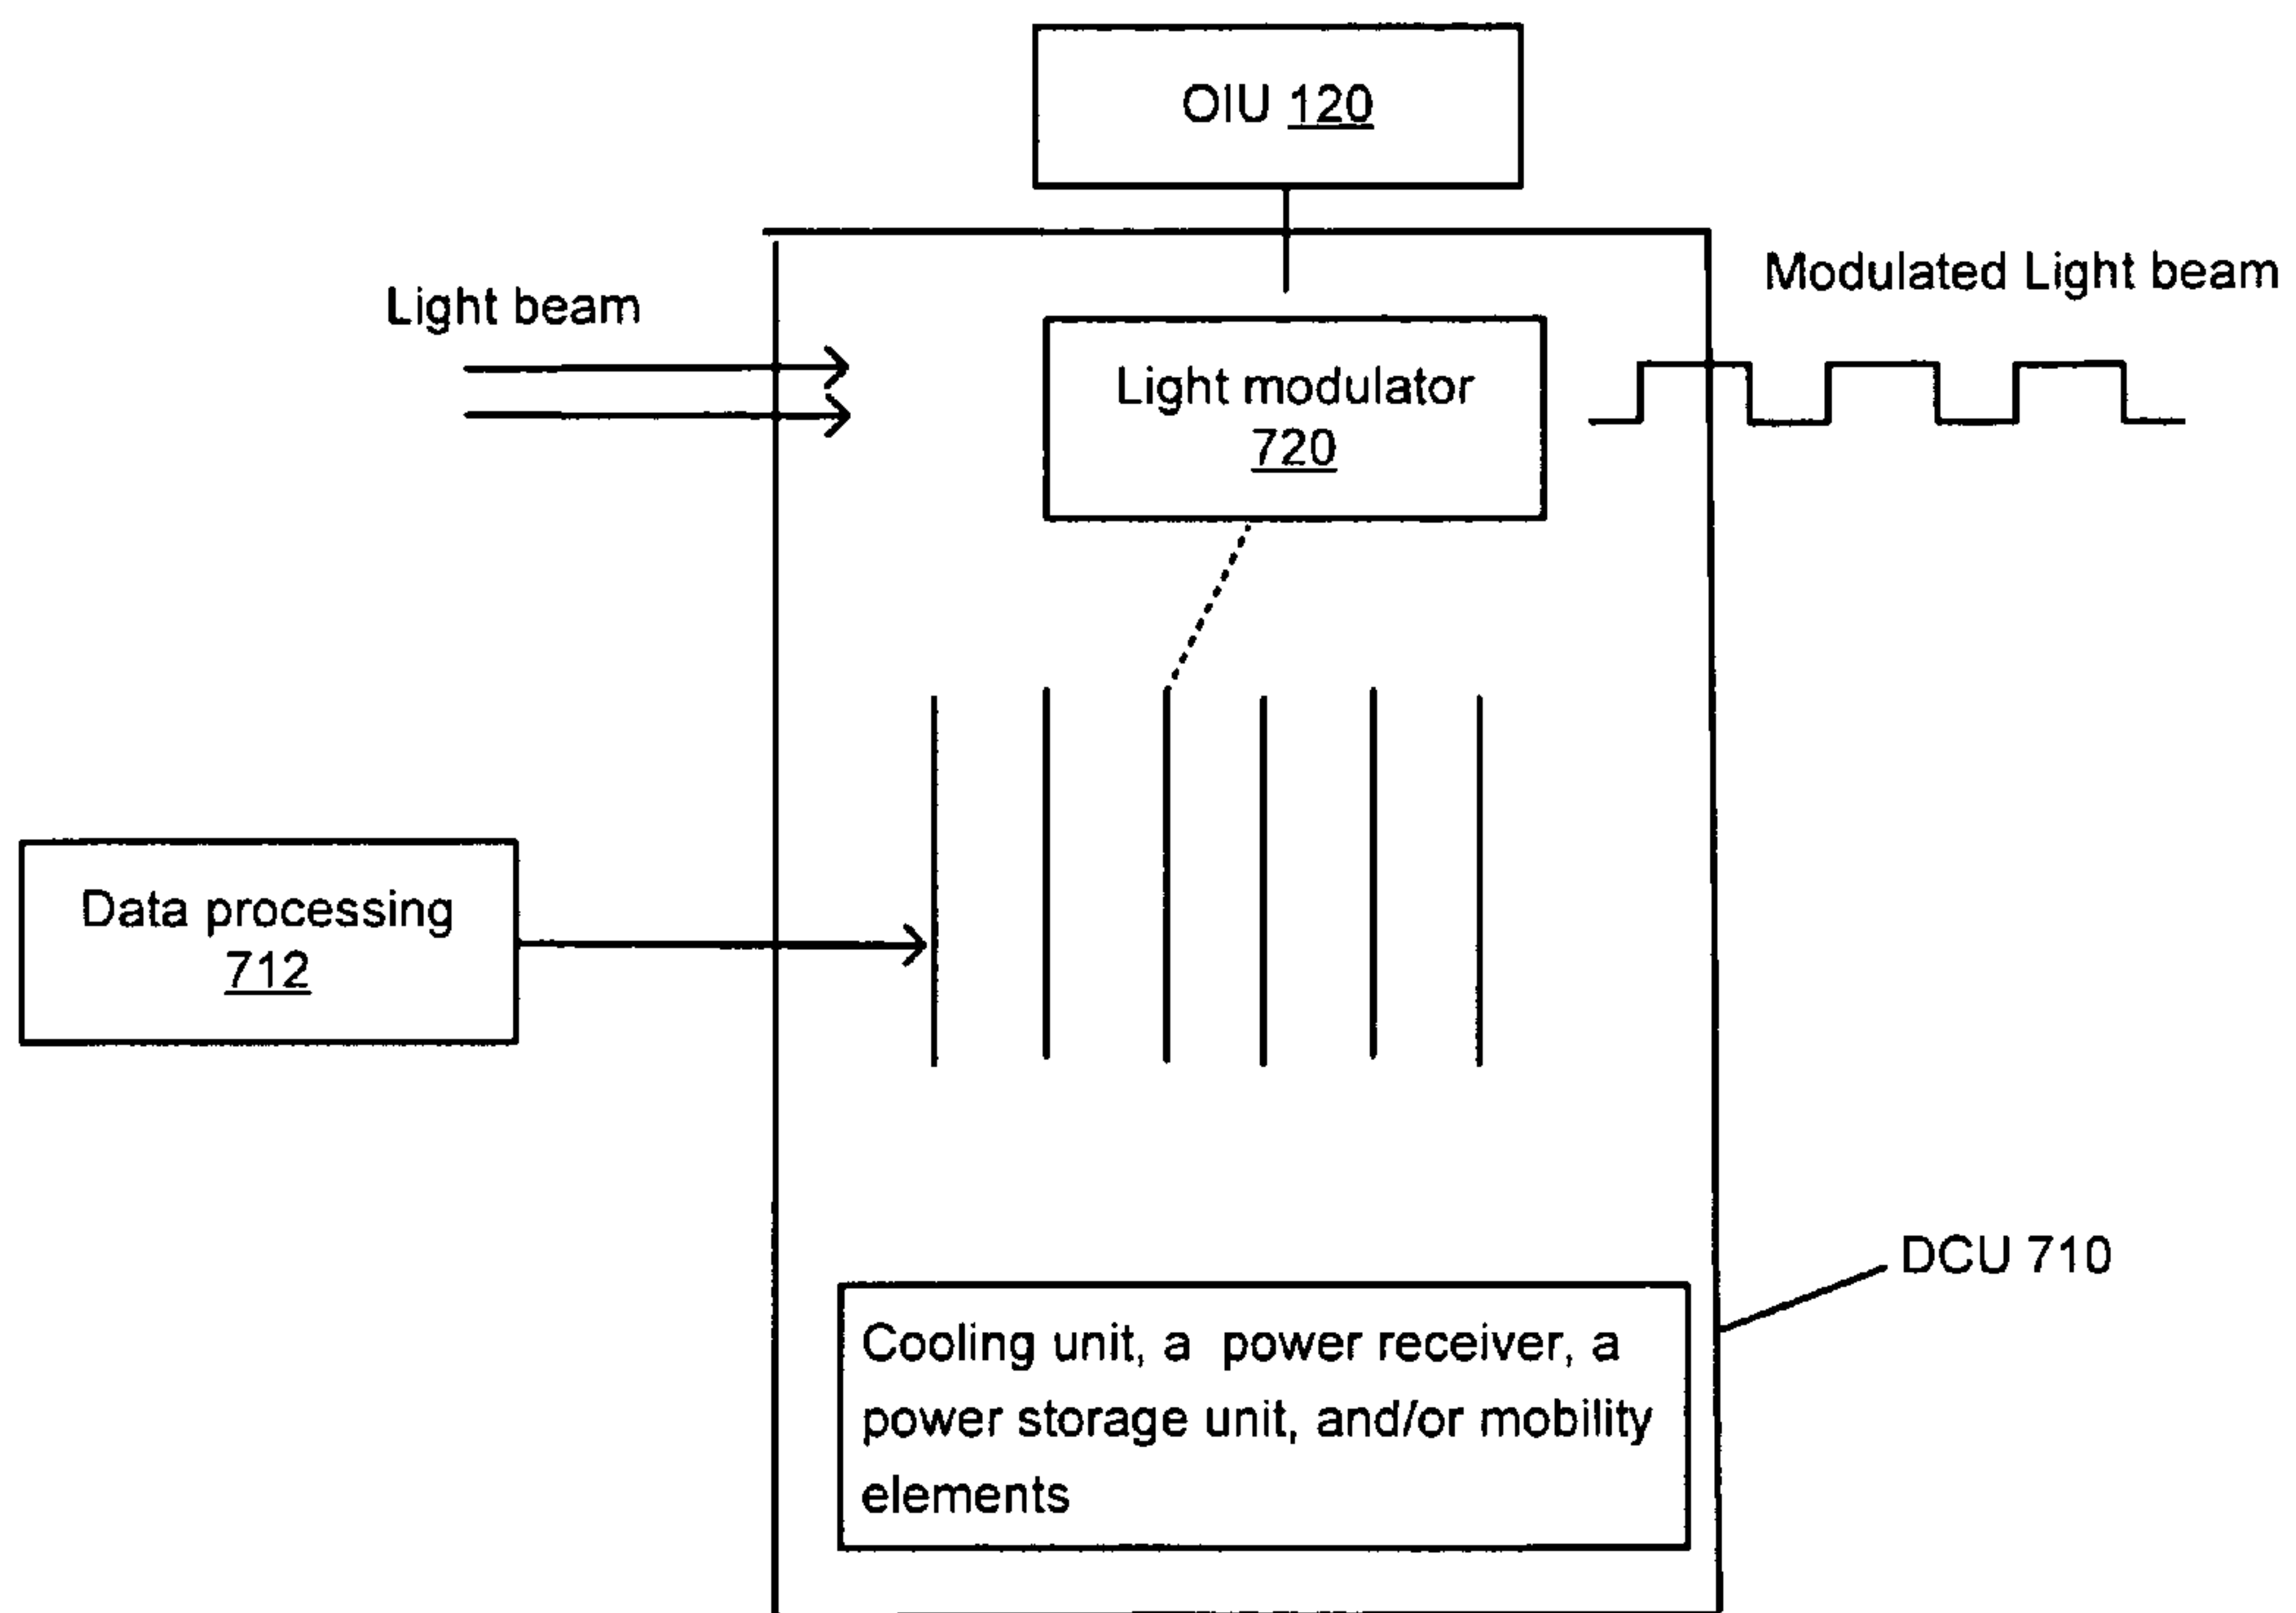 OIU 120
Light beam
Modulated Light beam
Light modulator
720
Data processing
712
DCU 710
Cooling unit, a power receiver, a
power storage unit, and/or mobility
elements